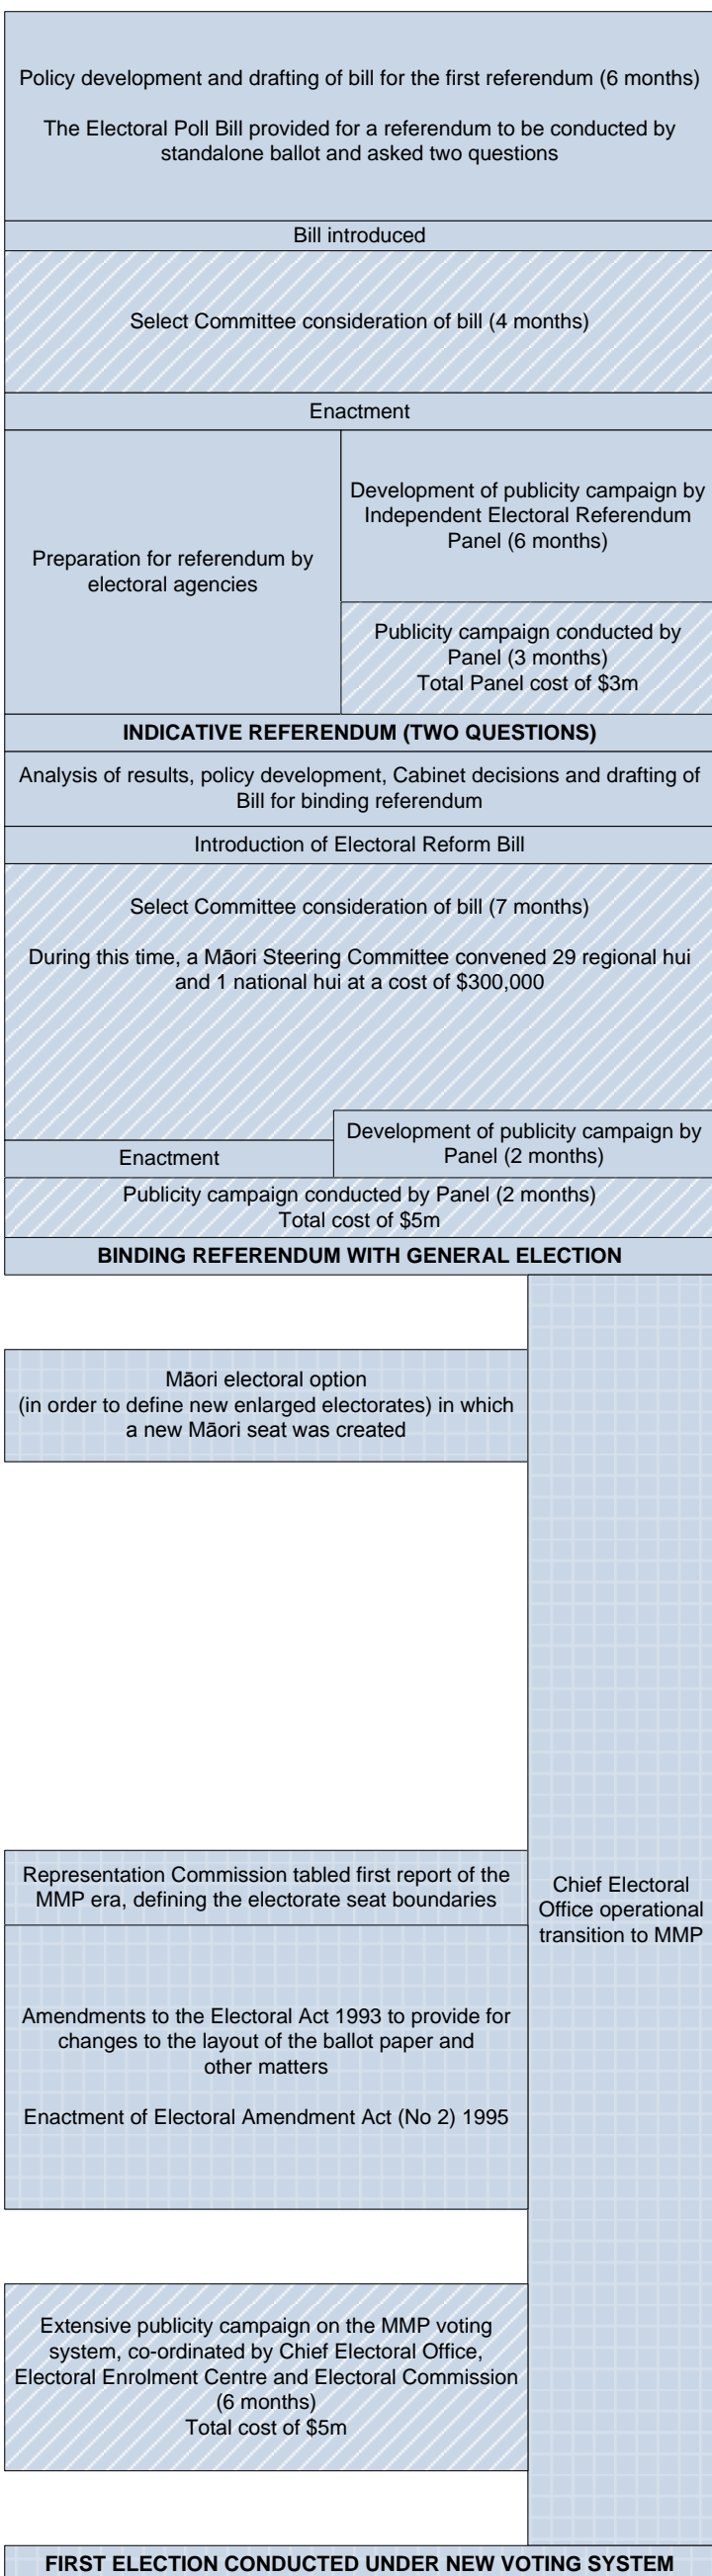 Policy development and drafting of bill for the first referendum (6 months)
The Electoral Poll Bill provided for a referendum to be conducted by
standalone ballot and asked two questions
Bill introduced
Select Committee consideration of bill (4 months)
Enactment
Preparation for referendum by
electoral agencies
Development of publicity campaign by
Independent Electoral Referendum
Panel (6 months)
Publicity campaign conducted by
Panel (3 months)
Total Panel cost of $3m
INDICATIVE REFERENDUM (TWO QUESTIONS)
Analysis of results, policy development, Cabinet decisions and drafting of
Bill for binding referendum
Introduction of Electoral Reform Bill
Select Committee consideration of bill (7 months)
During this time, a Māori Steering Committee convened 29 regional hui
and 1 national hui at a cost of $300,000
Enactment
Development of publicity campaign by
Panel (2 months)
Publicity campaign conducted by Panel (2 months)
Total cost of $5m
BINDING REFERENDUM WITH GENERAL ELECTION
Māori electoral option
(in order to define new enlarged electorates) in which
a new Māori seat was created
Representation Commission tabled first report of the
MMP era, defining the electorate seat boundaries
Chief Electoral
Office operational
transition to MMP
Amendments to the Electoral Act 1993 to provide for
changes to the layout of the ballot paper and
other matters
Enactment of Electoral Amendment Act (No 2) 1995
Extensive publicity campaign on the MMP voting
system, co-ordinated by Chief Electoral Office,
Electoral Enrolment Centre and Electoral Commission
(6 months)
Total cost of $5m
FIRST ELECTION CONDUCTED UNDER NEW VOTING SYSTEM